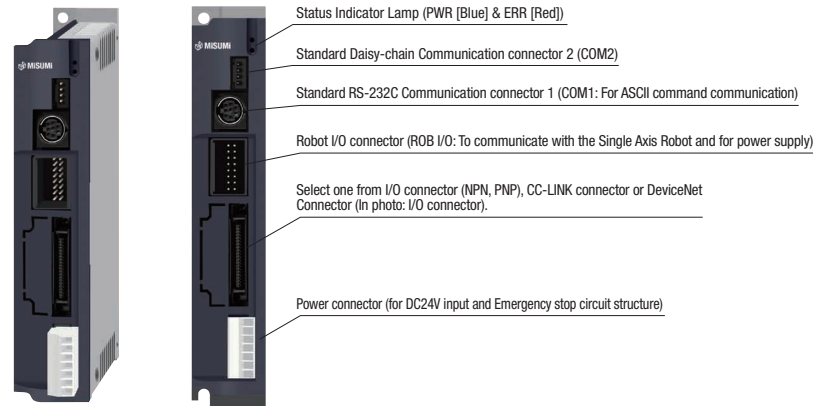 MiSUMi
MiSUMi
Status Indicator Lamp (PWR [Blue] & ERR [Red])
Standard Daisy-chain Communication connector 2 (COM2)
Standard RS-232C Communication connector 1 (COM1: For ASCII command communication)
Robot I/O connector (ROB I/O: To communicate with the Single Axis Robot and for power supply)
Select one from I/O connector (NPN, PNP), CC-LINK connector or DeviceNet
Connector (In photo: I/O connector).
Power connector (for DC24V input and Emergency stop circuit structure)